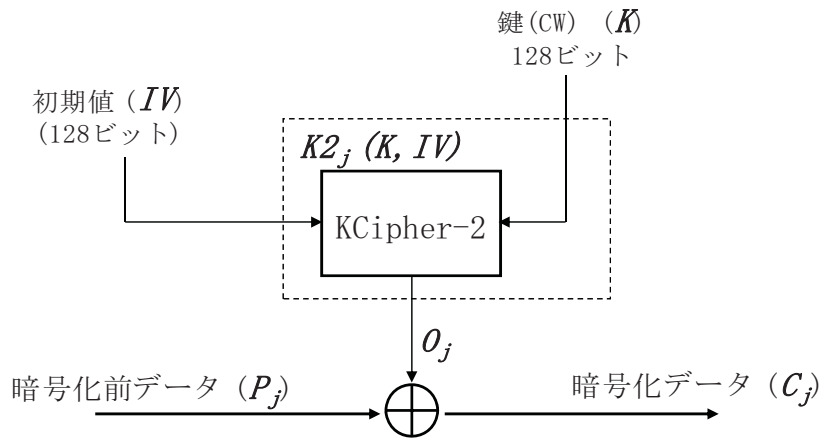 鍵(CW) (K)
128ビット
初期値(IV)
(128ビット)
K2j (K, IV)
KCipher-2
Oj
暗号化前データ(Pj)
暗号化データ(Cj)